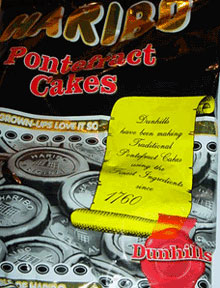 HARIBO
Pontefract
Cakes
GROWN-UPS LOVE IT SO
Dunhills
have been making
Traditional
Pontefract Cakes
using the
Finest Ingredients
since
1760
HARIBO
Dunhills